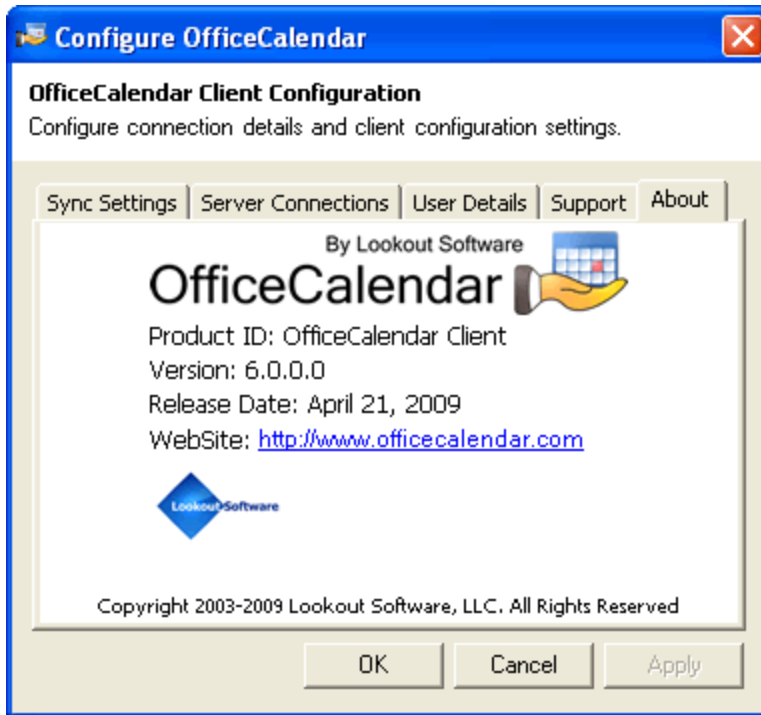 Configure OfficeCalendar
OfficeCalendar Client Configuration
Configure connection details and client configuration settings.
Sync Settings Server Connections User Details Support About
By Lookout Software
OfficeCalendar
Product ID: OfficeCalendar Client
Version: 6.0.0.0
Release Date: April 21, 2009
WebSite: http://www.officecalendar.com
Lookout Software
Copyright 2003-2009 Lookout Software, LLC. All Rights Reserved
OK Cancel Apply